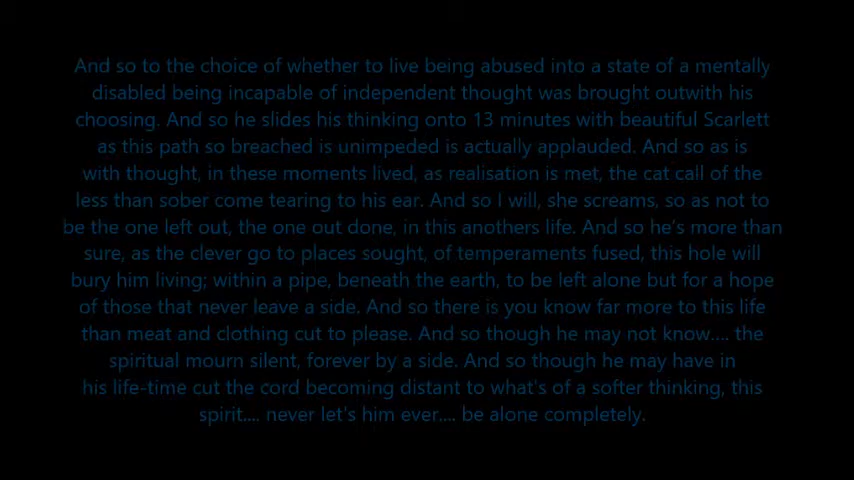 And so to the choice of whether to live being abused into a state of a mentally
disabled being incapable of independent thought was brought outwith his
choosing. And so he slides his thinking onto 13 minutes with beautiful Scarlett
as this path so breached is unimpeded is actually applauded. And so as is
with thought, in these moments lived, as realisation is met, the cat call of the
less than sober come tearing to his ear. And so I will, she screams, so as not to
be the one left out, the one out done, in this anothers life. And so he's more than
sure, as the clever go to places sought, of temperaments fused, this hole will
bury him living; within a pipe, beneath the earth, to be left alone but for a hope
of those that never leave a side. And so there is you know far more to this life
than meat and clothing cut to please. And so though he may not know.... the
spiritual mourn silent, forever by a side. And so though he may have in
his life-time cut the cord becoming distant to what's of a softer thinking, this
spirit.... never let's him ever.... be alone completely.